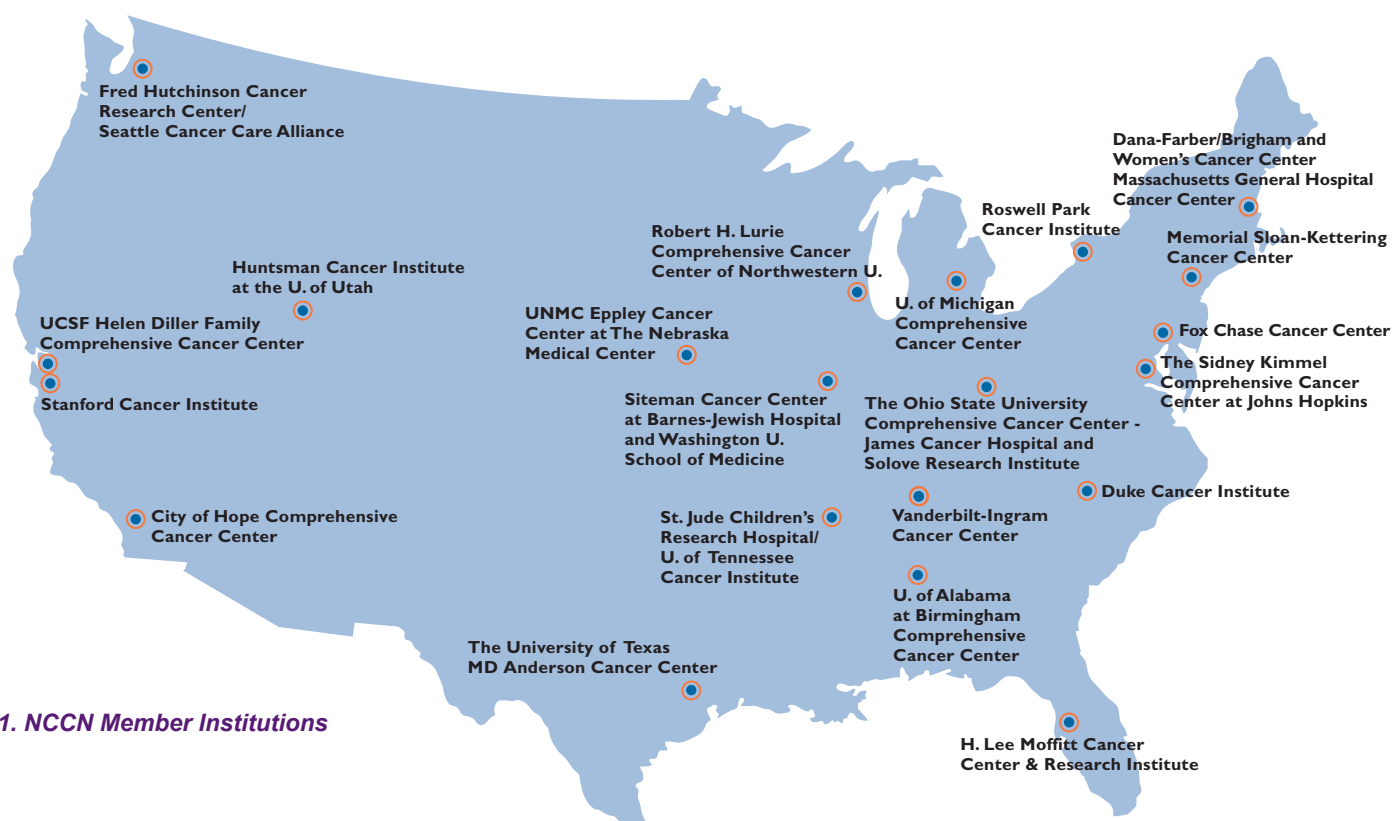 Fred Hutchinson Cancer
Research Center/
Seattle Cancer Care Alliance
Dana-Farber/Brigham and
Women's Cancer Center
Massachusetts General Hospital
Cancer Center
Roswell Park
Cancer Institute
Memorial Sloan-Kettering
Cancer Center
Robert H. Lurie
Comprehensive Cancer
Center of Northwestern U.
Huntsman Cancer Institute
at the U. of Utah
UCSF Helen Diller Family
Comprehensive Cancer Center
Stanford Cancer Institute
UNMC Eppley Cancer
Center at The Nebraska
Medical Center
U. of Michigan
Comprehensive
Cancer Center
Fox Chase Cancer Center
The Sidney Kimmel
Comprehensive Cancer
Center at Johns Hopkins
Siteman Cancer Center
at Barnes-Jewish Hospital
and Washington U.
School of Medicine
The Ohio State University
Comprehensive Cancer Center -
James Cancer Hospital and
Solove Research Institute
City of Hope Comprehensive
Cancer Center
St. Jude Children's
Research Hospital/
U. of Tennessee
Cancer Institute
Vanderbilt-Ingram
Cancer Center
Duke Cancer Institute
U. of Alabama
at Birmingham
Comprehensive
Cancer Center
The University of Texas
MD Anderson Cancer Center
1. NCCN Member Institutions
H. Lee Moffitt Cancer
Center & Research Institute